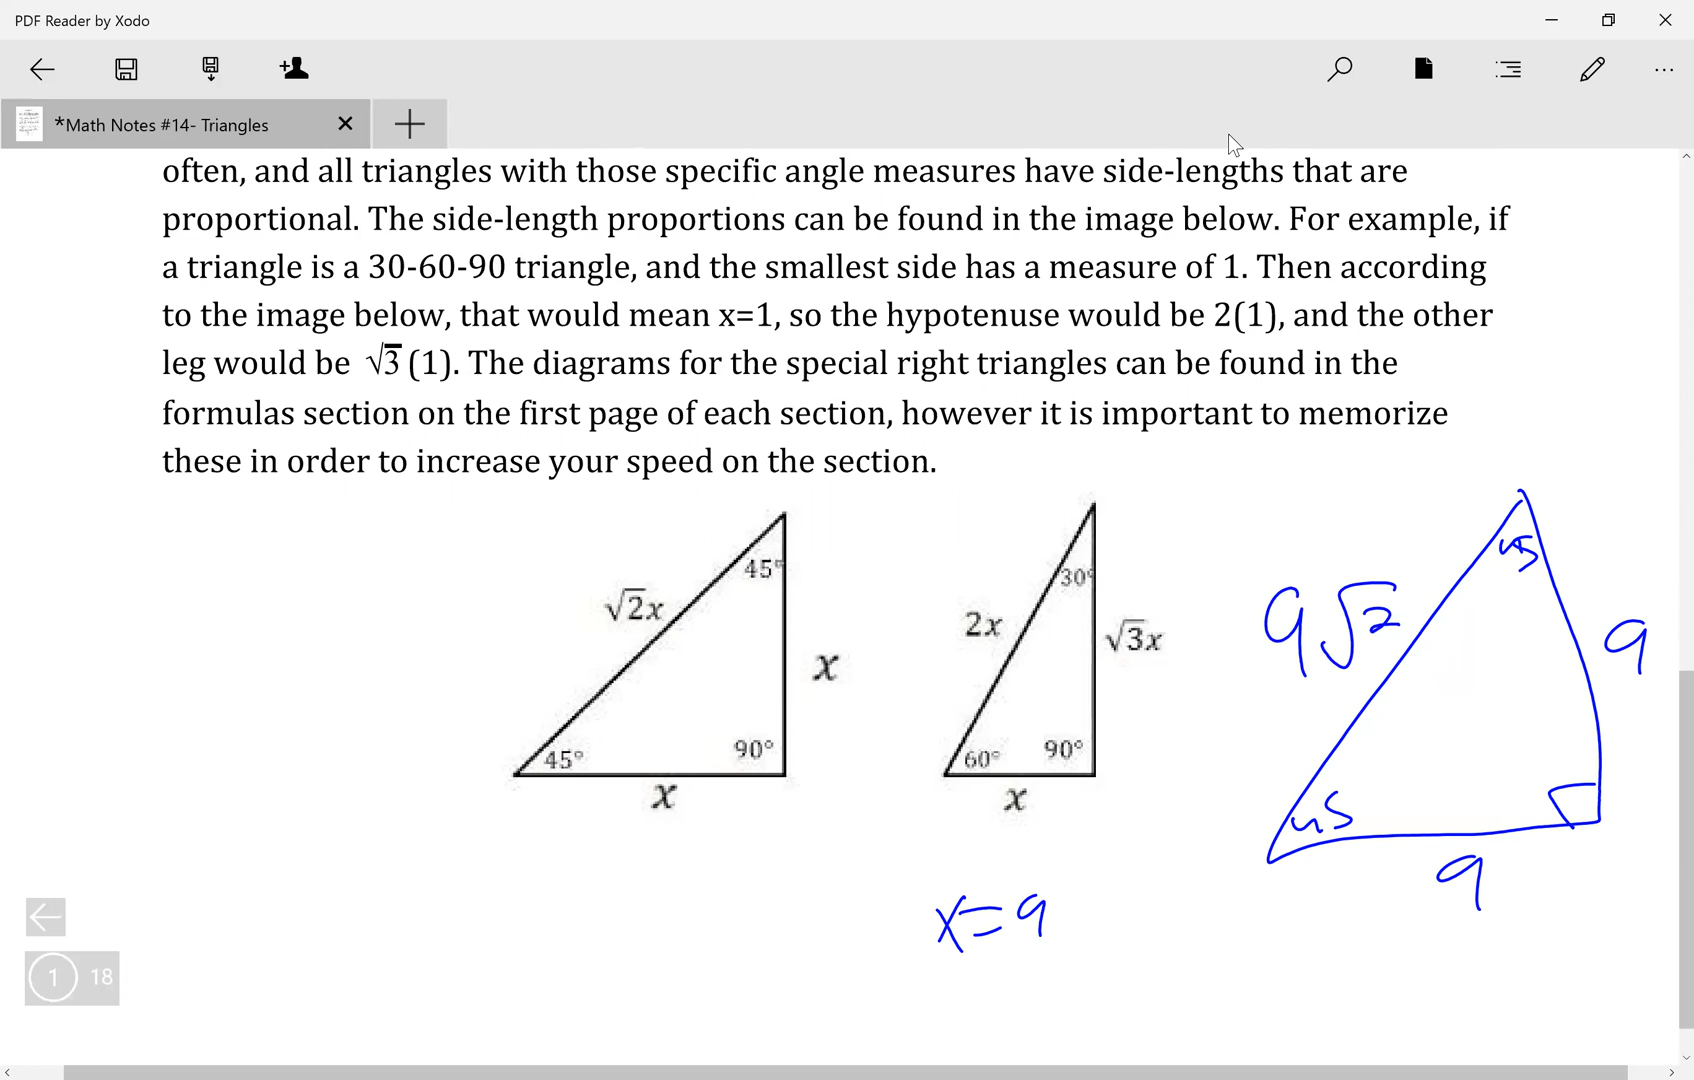 PDF Reader by Xodo
*Math Notes #14- Triangles
often, and all triangles with those specific angle measures have side-lengths that are
proportional. The side-length proportions can be found in the image below. For example, if
a triangle is a 30-60-90 triangle, and the smallest side has a measure of 1. Then according
to the image below, that would mean x=1, so the hypotenuse would be 2(1), and the other
leg would be √3 (1). The diagrams for the special right triangles can be found in the
formulas section on the first page of each section, however it is important to memorize
these in order to increase your speed on the section.
45°
√2x
x
45°
90°
x
30°
2x
√3x
60°
90°
x
45
9√2
9
45
9
x=9
1
18